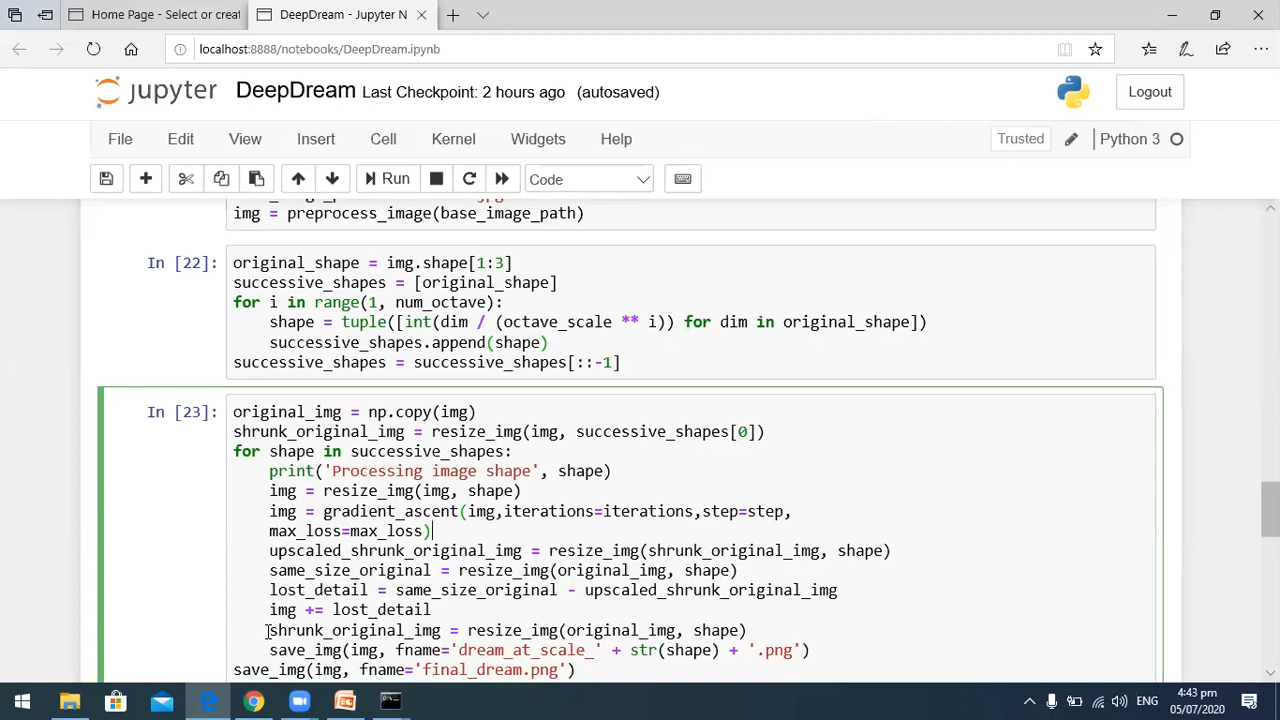 Home Page - Select or creat
DeepDream - Jupyter N
localhost:8888/notebooks/DeepDream.ipynb
jupyter DeepDream Last Checkpoint: 2 hours ago (autosaved)
Logout
File Edit View Insert Cell Kernel Widgets Help
Trusted Python 3
Run Code
img = preprocess_image(base_image_path)
In [22]:
original_shape = img.shape[1:3]
successive_shapes = [original_shape]
for i in range(1, num_octave):
    shape = tuple([int(dim / (octave_scale ** i)) for dim in original_shape])
    successive_shapes.append(shape)
successive_shapes = successive_shapes[::-1]
In [23]:
original_img = np.copy(img)
shrunk_original_img = resize_img(img, successive_shapes[0])
for shape in successive_shapes:
    print('Processing image shape', shape)
    img = resize_img(img, shape)
    img = gradient_ascent(img,iterations=iterations,step=step,
    max_loss=max_loss)
    upscaled_shrunk_original_img = resize_img(shrunk_original_img, shape)
    same_size_original = resize_img(original_img, shape)
    lost_detail = same_size_original - upscaled_shrunk_original_img
    img += lost_detail
    shrunk_original_img = resize_img(original_img, shape)
    save_img(img, fname='dream_at_scale_' + str(shape) + '.png')
save_img(img, fname='final_dream.png')
4:43 pm
05/07/2020